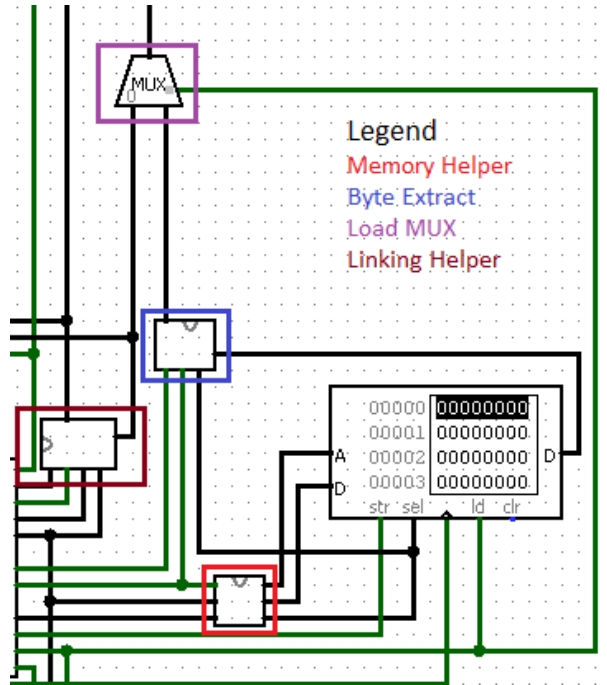 MUX
0
Legend
Memory Helper
Byte Extract
Load MUX
Linking Helper
00000 00000000
00001 00000000
A 00002 00000000 D
D 00003 00000000
str sel ld clr